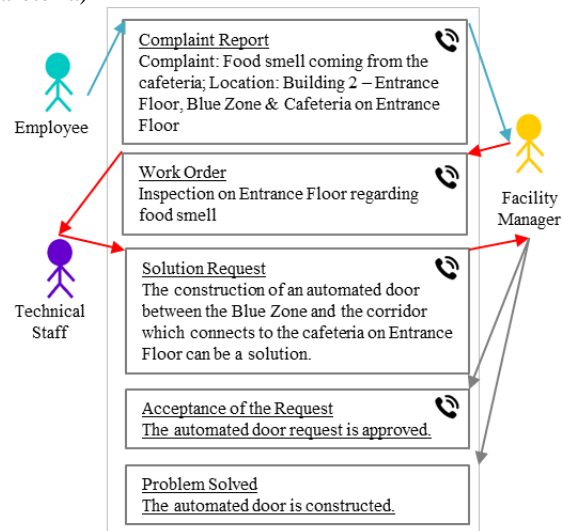 Complaint Report
Complaint: Food smell coming from the
cafeteria; Location: Building 2 – Entrance
Floor, Blue Zone & Cafeteria on Entrance
Floor
Employee
Work Order
Inspection on Entrance Floor regarding
food smell
Facility
Manager
Solution Request
The construction of an automated door
between the Blue Zone and the corridor
which connects to the cafeteria on Entrance
Floor can be a solution.
Technical
Staff
Acceptance of the Request
The automated door request is approved.
Problem Solved
The automated door is constructed.